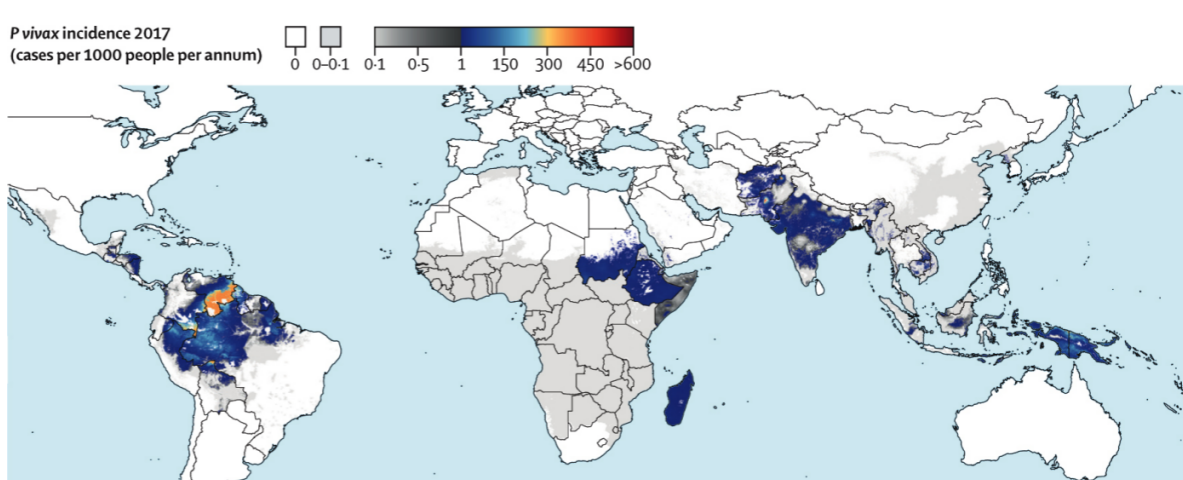 P vivax incidence 2017
(cases per 1000 people per annum)
0 0–0·1 0·1 0·5 1 150 300 450 >600